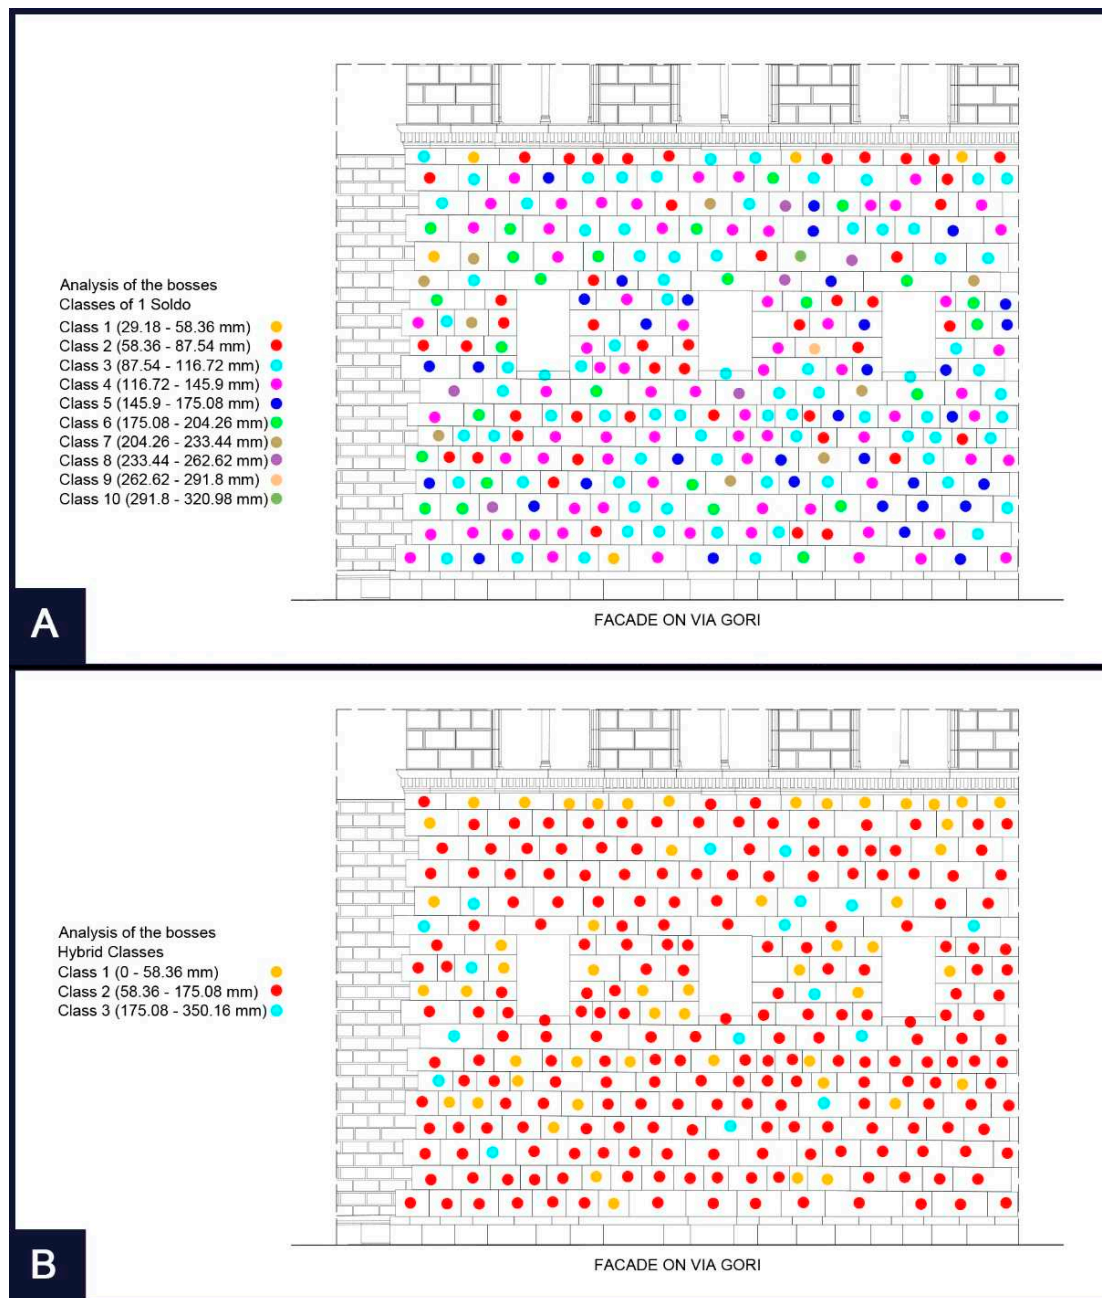 Analysis of the bosses
Classes of 1 Soldo
Class 1 (29.18 - 58.36 mm)
Class 2 (58.36 - 87.54 mm)
Class 3 (87.54 - 116.72 mm)
Class 4 (116.72 - 145.9 mm)
Class 5 (145.9 - 175.08 mm)
Class 6 (175.08 - 204.26 mm)
Class 7 (204.26 - 233.44 mm)
Class 8 (233.44 - 262.62 mm)
Class 9 (262.62 - 291.8 mm)
Class 10 (291.8 - 320.98 mm)
A
FACADE ON VIA GORI
Analysis of the bosses
Hybrid Classes
Class 1 (0 - 58.36 mm)
Class 2 (58.36 - 175.08 mm)
Class 3 (175.08 - 350.16 mm)
B
FACADE ON VIA GORI